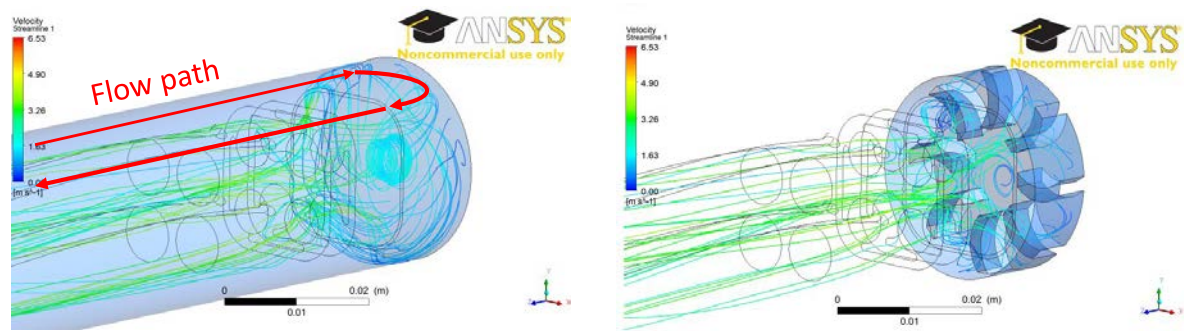 Velocity
Streamline 1
6.53
4.90
3.26
1.63
0.00
[m s^-1]
Flow path
ANSYS
Noncommercial use only
0
0.02
(m)
0.01
Y
Z
X
Velocity
Streamline 1
6.53
4.90
3.26
1.63
0.00
[m s^-1]
ANSYS
Noncommercial use only
0
0.02
(m)
0.01
Y
Z
X